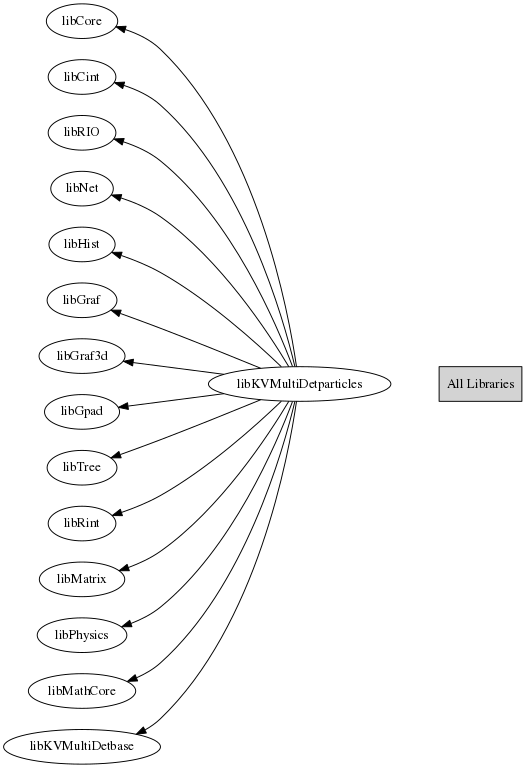 libCore
libCint
libRIO
libNet
libHist
libGraf
libGraf3d
libKVMultiDetparticles
All Libraries
libGpad
libTree
libRint
libMatrix
libPhysics
libMathCore
libKVMultiDetbase